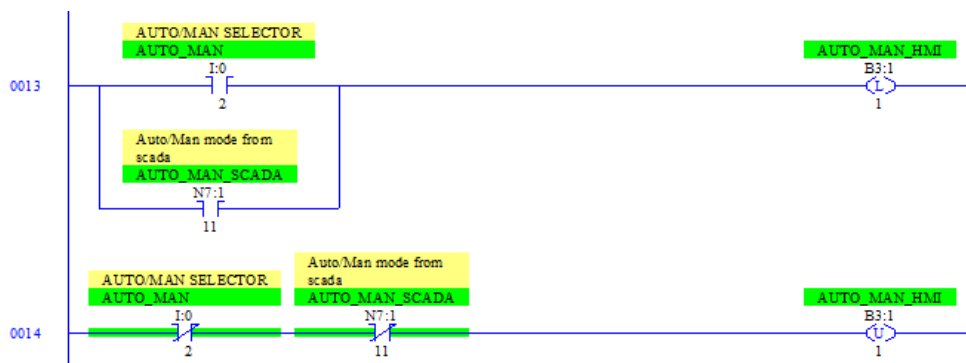 AUTO/MAN SELECTOR
AUTO_MAN
I:0
2
AUTO_MAN_HMI
B3:1
L
1
0013
Auto/Man mode from
scada
AUTO_MAN_SCADA
N7:1
11
AUTO/MAN SELECTOR
AUTO_MAN
I:0
2
Auto/Man mode from
scada
AUTO_MAN_SCADA
N7:1
11
AUTO_MAN_HMI
B3:1
U
1
0014